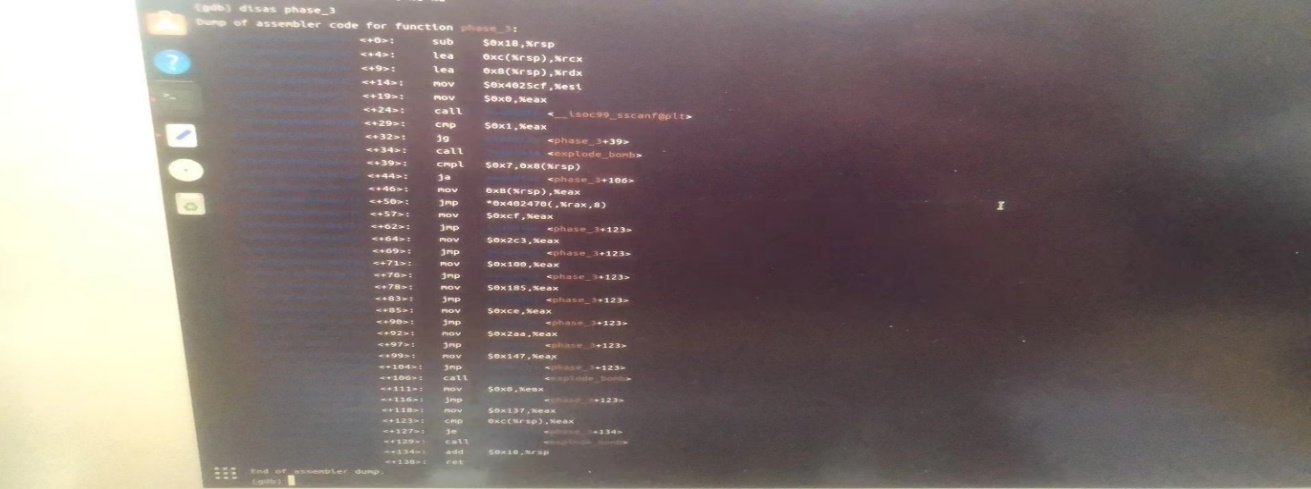 (gdb) disas phase_3
Dump of assembler code for function phase_3:
<+0>: sub $0x18,%rsp
<+4>: lea 0xc(%rsp),%rcx
<+9>: lea 0x8(%rsp),%rdx
<+14>: mov $0x4025cf,%esi
<+19>: mov $0x0,%eax
<+24>: call <__isoc99_sscanf@plt>
<+29>: cmp $0x1,%eax
<+32>: jg <phase_3+39>
<+34>: call <explode_bomb>
<+39>: cmpl $0x7,0x8(%rsp)
<+44>: ja <phase_3+106>
<+46>: mov 0x8(%rsp),%eax
<+50>: jmp *0x402470(,%rax,8)
<+57>: mov $0xcf,%eax
<+62>: jmp <phase_3+123>
<+64>: mov $0x2c3,%eax
<+69>: jmp <phase_3+123>
<+71>: mov $0x100,%eax
<+76>: jmp <phase_3+123>
<+78>: mov $0x185,%eax
<+83>: jmp <phase_3+123>
<+85>: mov $0xce,%eax
<+90>: jmp <phase_3+123>
<+92>: mov $0x2aa,%eax
<+97>: jmp <phase_3+123>
<+99>: mov $0x147,%eax
<+104>: jmp <phase_3+123>
<+106>: call <explode_bomb>
<+111>: mov $0x0,%eax
<+116>: jmp <phase_3+123>
<+118>: mov $0x137,%eax
<+123>: cmp 0xc(%rsp),%eax
<+127>: je <phase_3+134>
<+129>: call <explode_bomb>
<+134>: add $0x18,%rsp
<+138>: ret
End of assembler dump.
(gdb)